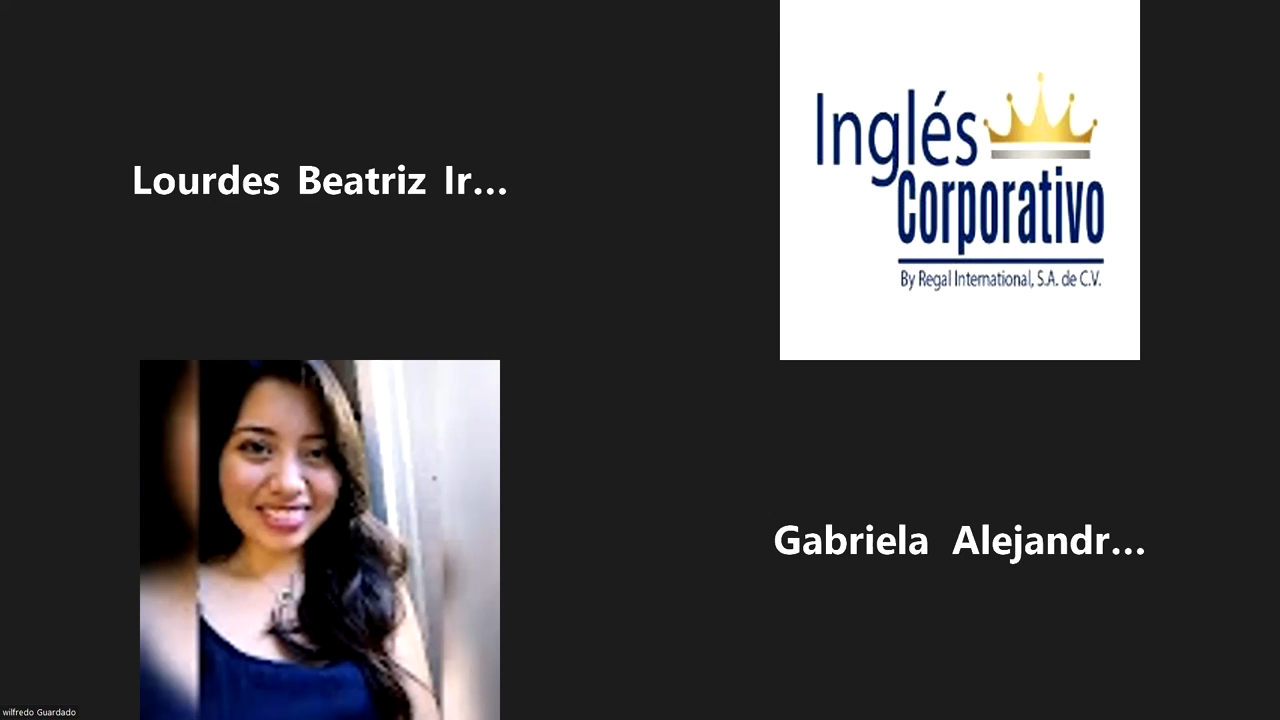 Lourdes Beatriz Ir...
Inglés
Corporativo
By Regal International, S.A. de C.V.
Gabriela Alejandr...
wilfredo Guardado